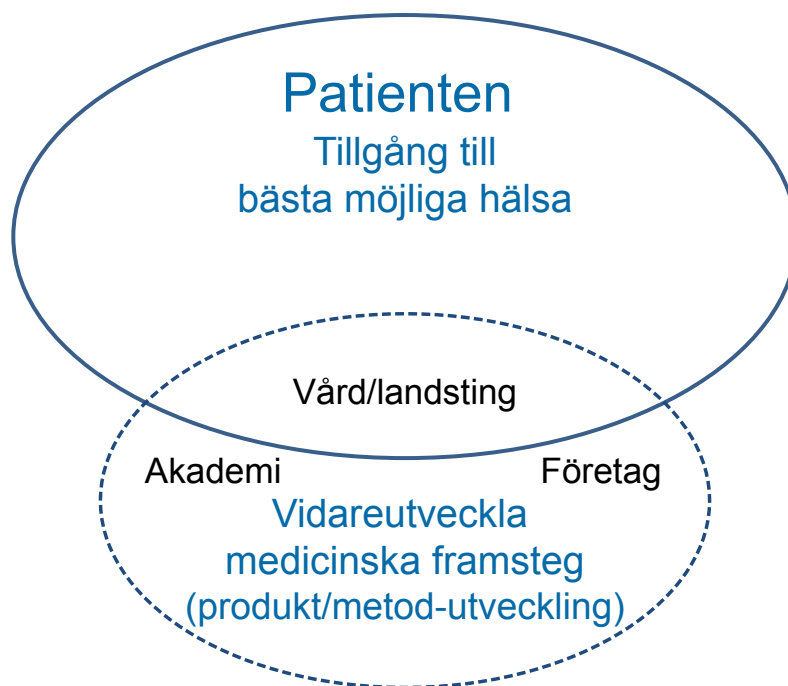 Patienten
Tillgång till
bästa möjliga hälsa
Vård/landsting
Akademi
Företag
Vidareutveckla
medicinska framsteg
(produkt/metod-utveckling)